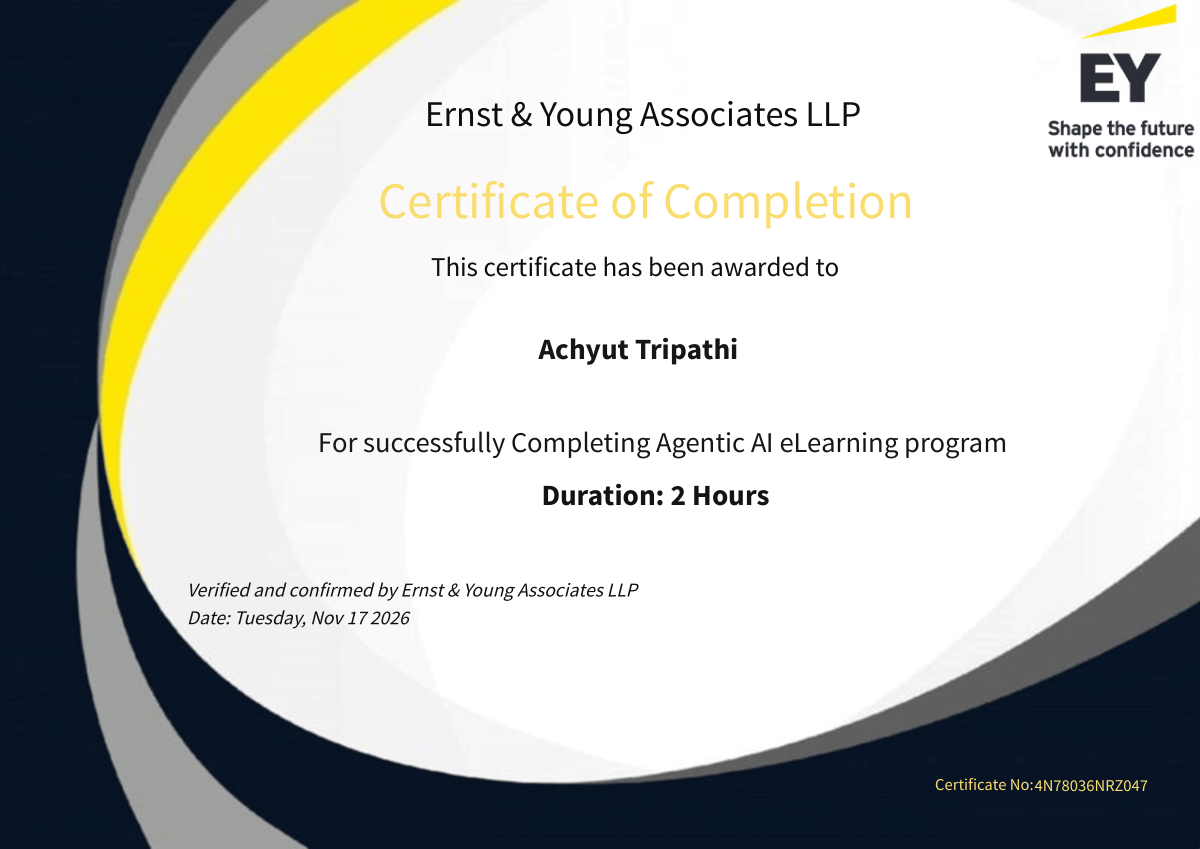 EY
Shape the future
with confidence
Ernst & Young Associates LLP
Certificate of Completion
This certificate has been awarded to
Achyut Tripathi
For successfully Completing Agentic AI eLearning program
Duration: 2 Hours
Verified and confirmed by Ernst & Young Associates LLP
Date: Tuesday, Nov 17 2026
Certificate No:4N78036NRZ047